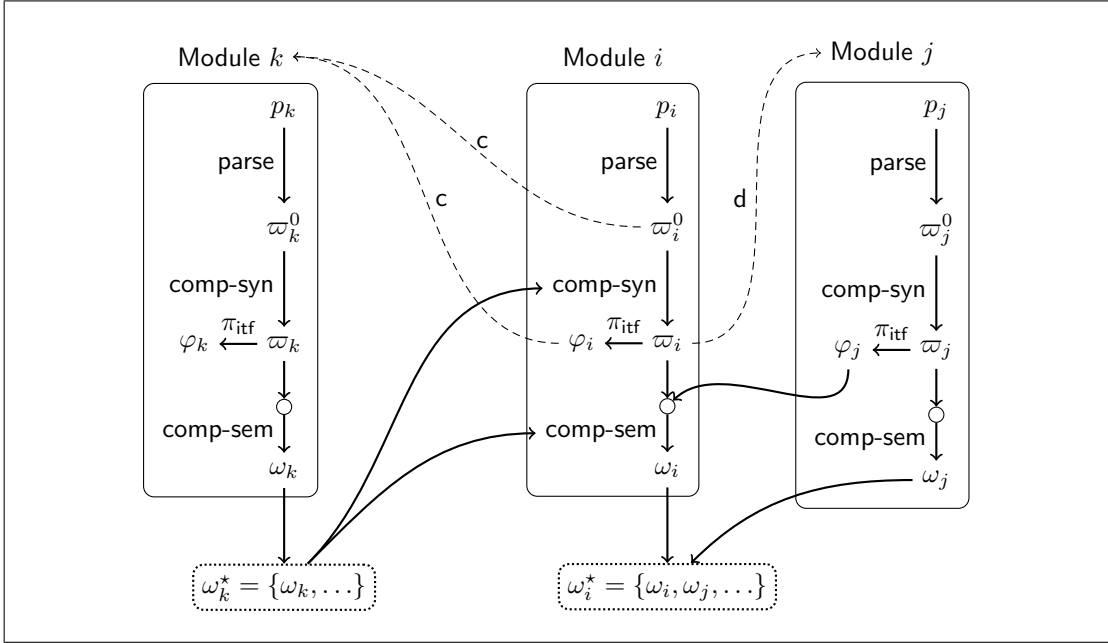 Module k
Module i
Module j
p_k
p_i
p_j
parse
c
parse
parse
c
d
ϖ_k^0
ϖ_i^0
ϖ_j^0
comp-syn
comp-syn
comp-syn
φ_k
π_itf
ϖ_k
φ_i
π_itf
ϖ_i
φ_j
π_itf
ϖ_j
comp-sem
comp-sem
comp-sem
ω_k
ω_i
ω_j
ω_k^⋆ = {ω_k, …}
ω_i^⋆ = {ω_i, ω_j, …}